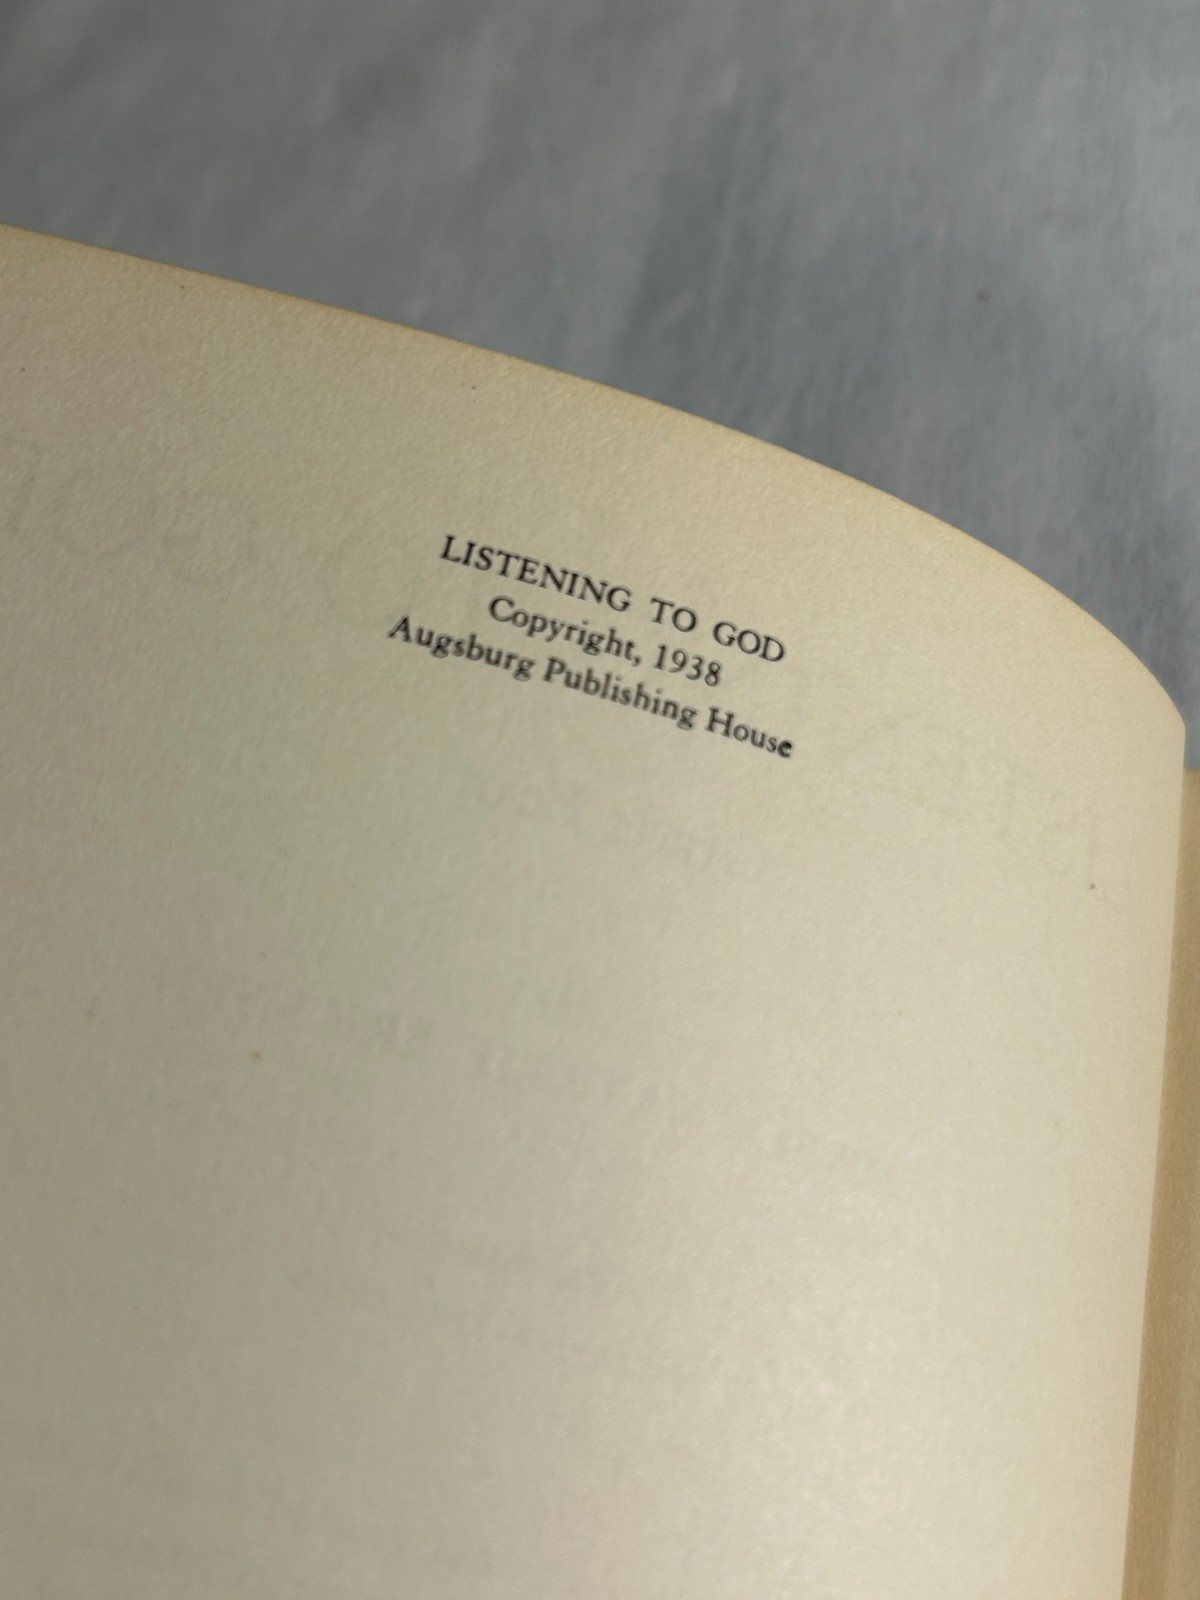 LISTENING TO GOD
Copyright, 1938
Augsburg Publishing House